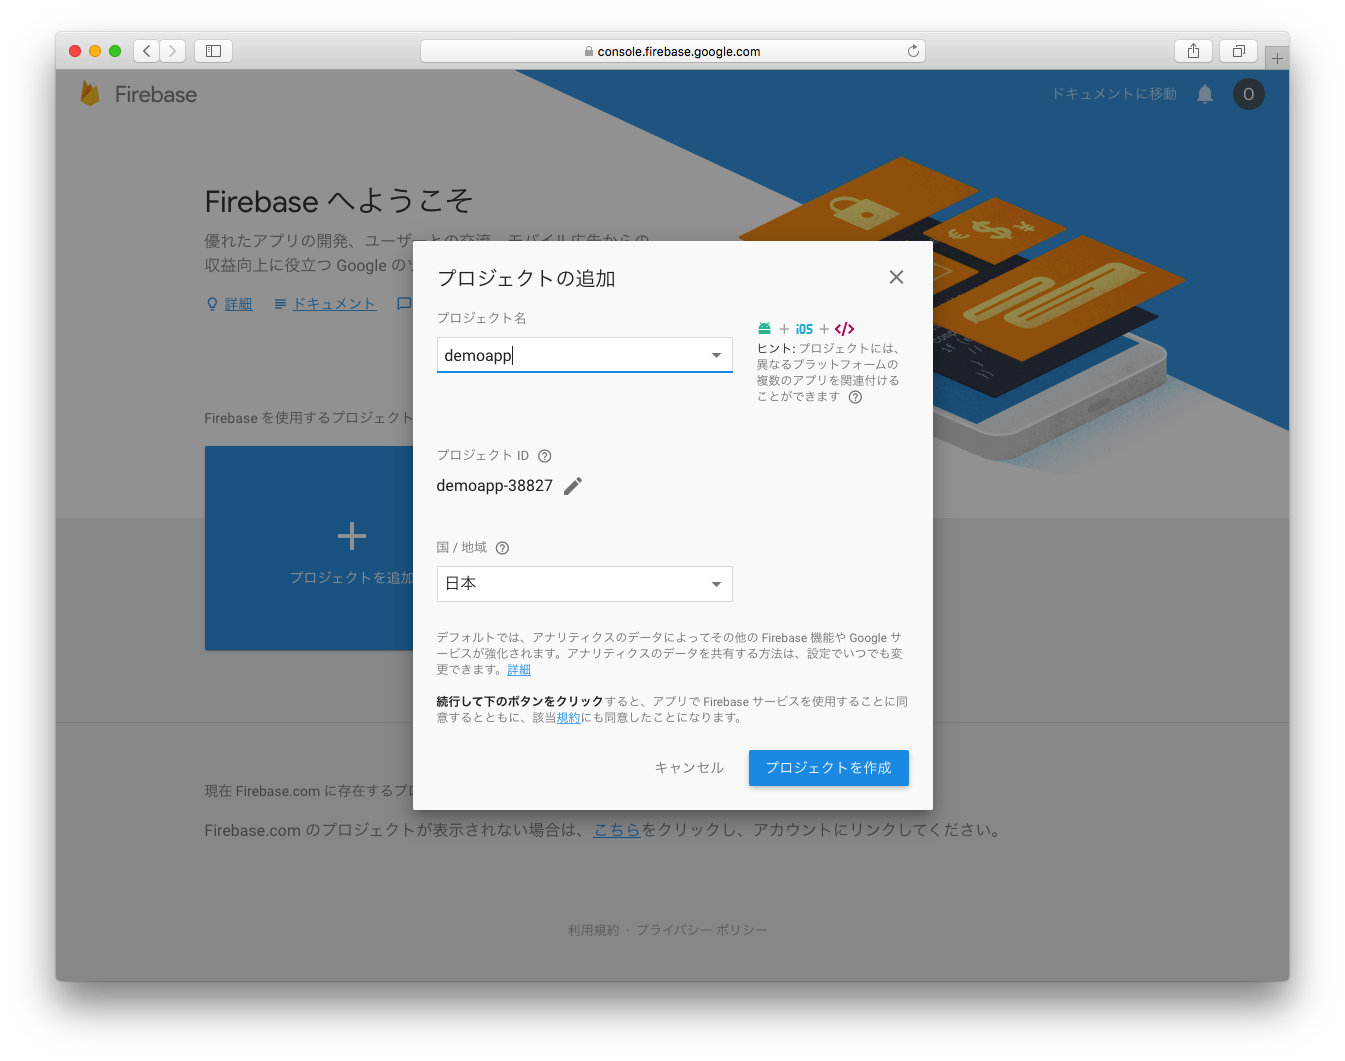 console.firebase.google.com
Firebase
ドキュメントに移動
O
Firebase へようこそ
優れたアプリの開発、ユーザーとの交流、モバイル広告からの
収益向上に役立つ Google の
詳細
ドキュメント
プロジェクトの追加
プロジェクト名
demoapp
+ iOS + </>
ヒント: プロジェクトには、
異なるプラットフォームの
複数のアプリを関連付ける
ことができます
Firebase を使用するプロジェクト
プロジェクトを追加
プロジェクト ID
demoapp-38827
国 / 地域
日本
デフォルトでは、アナリティクスのデータによってその他の Firebase 機能や Google サ
ービスが強化されます。アナリティクスのデータを共有する方法は、設定でいつでも変
更できます。詳細
続行して下のボタンをクリックすると、アプリで Firebase サービスを使用することに同
意するとともに、該当規約にも同意したことになります。
キャンセル
プロジェクトを作成
現在 Firebase.com に存在するプロ
Firebase.com のプロジェクトが表示されない場合は、こちらをクリックし、アカウントにリンクしてください。
利用規約 · プライバシー ポリシー